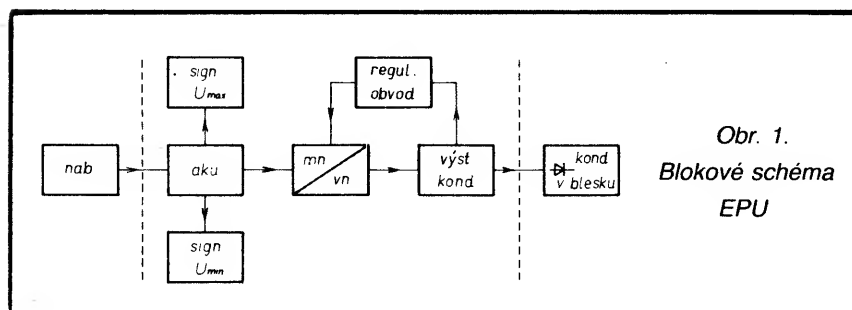 sign
Umax
regul.
obvod
nab
aku
mn
vn
výst
kond.
kond
v blesku
sign
Umin
Obr. 1.
Blokové schéma
EPU